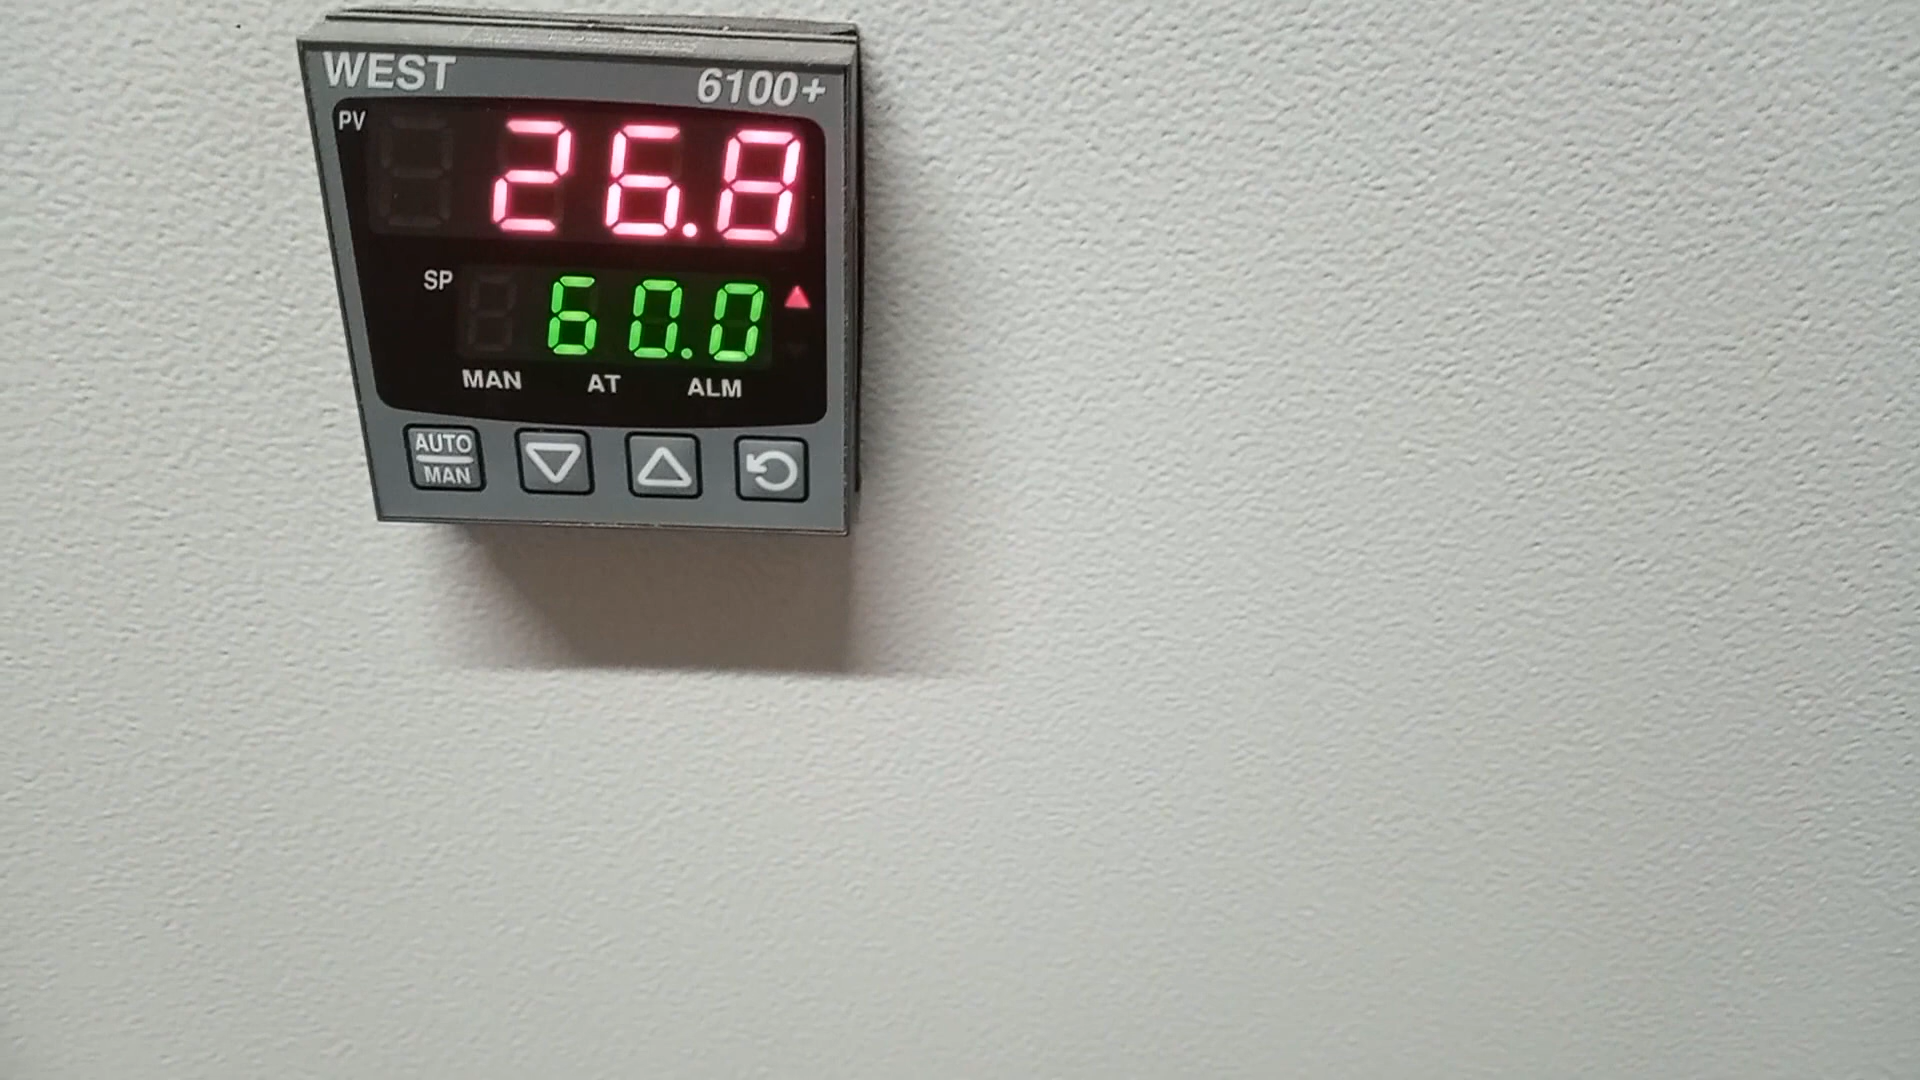 WEST 6100+
PV 26.8
SP 60.0
MAN AT ALM
AUTO
MAN